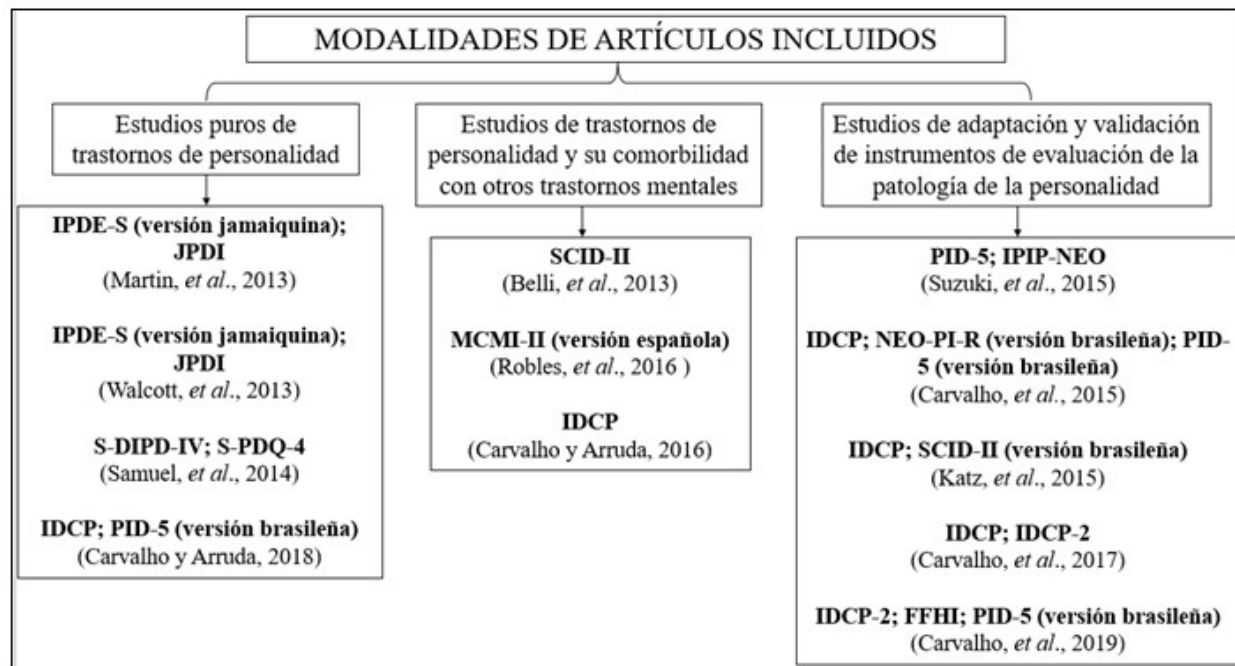 MODALIDADES DE ARTÍCULOS INCLUIDOS
Estudios puros de
trastornos de personalidad
IPDE-S (versión jamaiquina);
JPDI
(Martin, et al., 2013)
IPDE-S (versión jamaiquina);
JPDI
(Walcott, et al., 2013)
S-DIPD-IV; S-PDQ-4
(Samuel, et al., 2014)
IDCP; PID-5 (versión brasileña)
(Carvalho y Arruda, 2018)
Estudios de trastornos de
personalidad y su comorbilidad
con otros trastornos mentales
SCID-II
(Belli, et al., 2013)
MCMI-II (versión española)
(Robles, et al., 2016 )
IDCP
(Carvalho y Arruda, 2016)
Estudios de adaptación y validación
de instrumentos de evaluación de la
patología de la personalidad
PID-5; IPIP-NEO
(Suzuki, et al., 2015)
IDCP; NEO-PI-R (versión brasileña); PID-
5 (versión brasileña)
(Carvalho, et al., 2015)
IDCP; SCID-II (versión brasileña)
(Katz, et al., 2015)
IDCP; IDCP-2
(Carvalho, et al., 2017)
IDCP-2; FFHI; PID-5 (versión brasileña)
(Carvalho, et al., 2019)